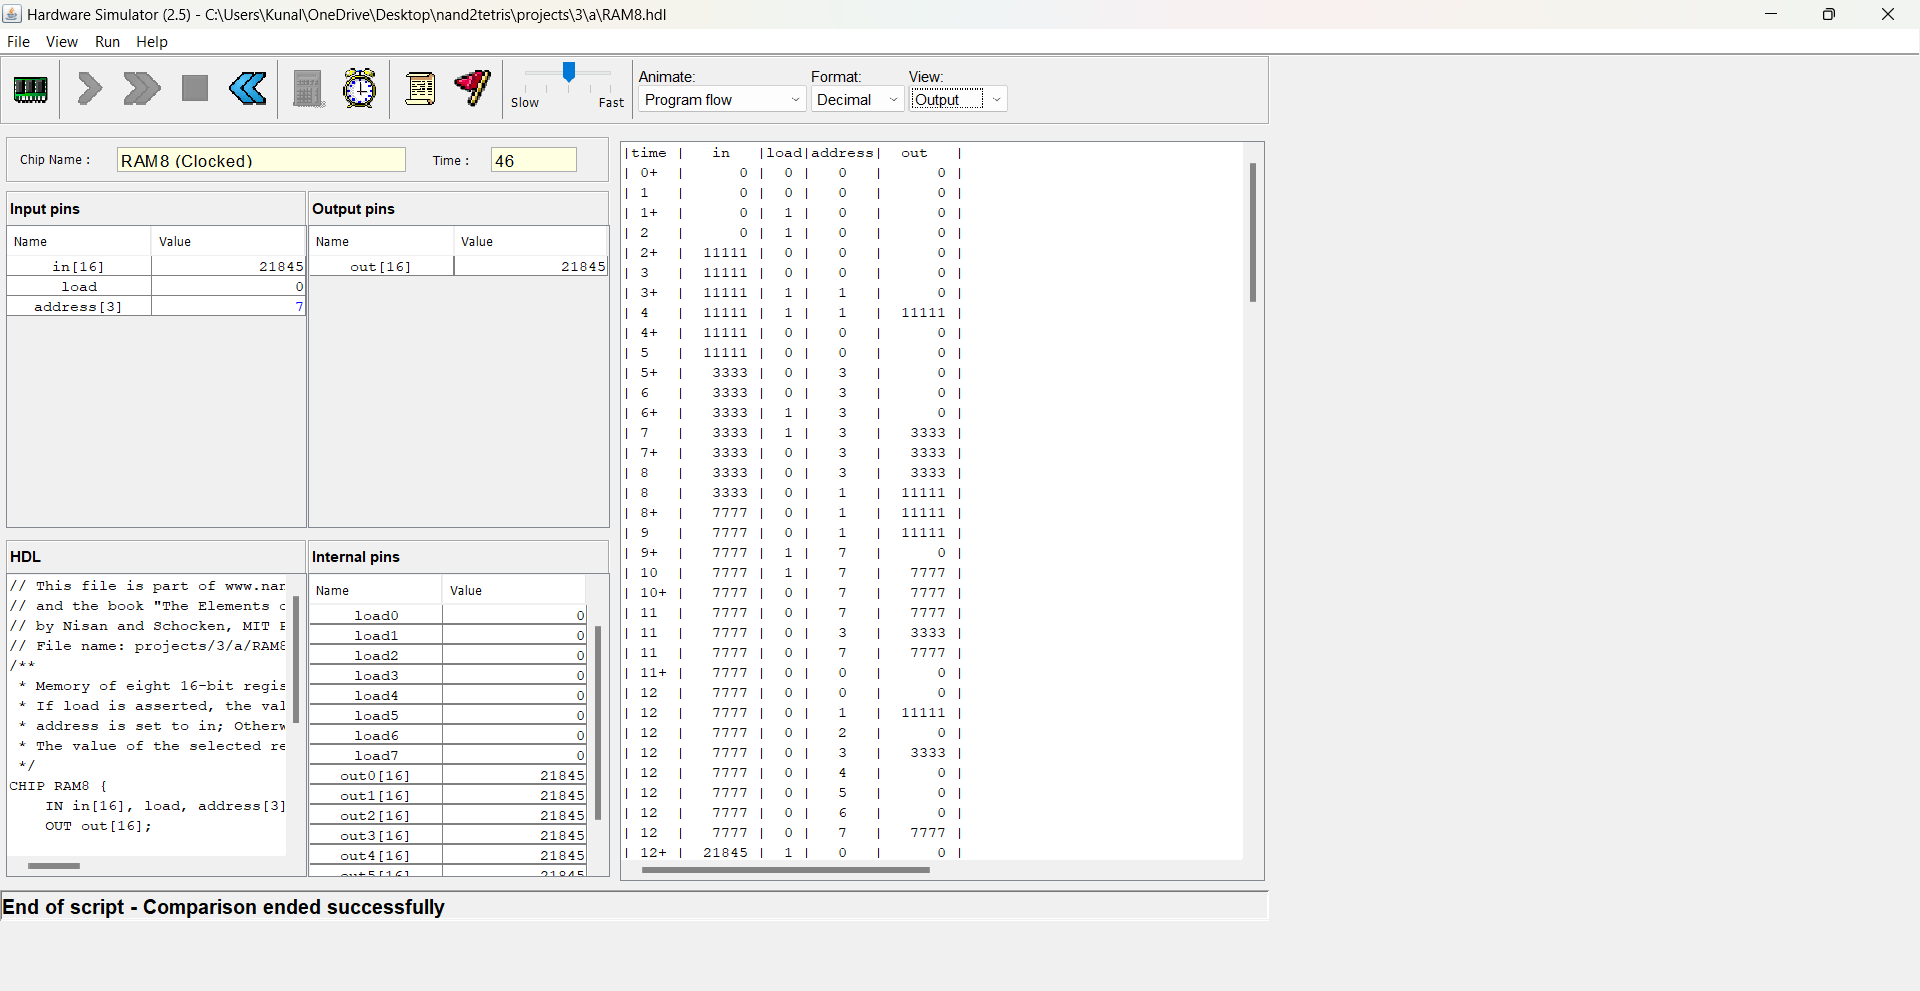 Hardware Simulator (2.5) - C:\Users\Kunal\OneDrive\Desktop\nand2tetris\projects\3\a\RAM8.hdl
File View Run Help
Animate: Format: View:
Slow Fast Program flow Decimal Output
Chip Name : RAM8 (Clocked) Time : 46
Input pins
Name Value
in[16] 21845
load 0
address[3] 7
Output pins
Name Value
out[16] 21845
HDL
// This file is part of www.nan
// and the book "The Elements o
// by Nisan and Schocken, MIT P
// File name: projects/3/a/RAM8
/**
* Memory of eight 16-bit regis
* If load is asserted, the val
* address is set to in; Otherw
* The value of the selected re
*/
CHIP RAM8 {
IN in[16], load, address[3]
OUT out[16];
Internal pins
Name Value
load0 0
load1 0
load2 0
load3 0
load4 0
load5 0
load6 0
load7 0
out0[16] 21845
out1[16] 21845
out2[16] 21845
out3[16] 21845
out4[16] 21845
out5[16] 21845
|time | in |load|address| out |
| 0+ | 0 | 0 | 0 | 0 |
| 1 | 0 | 0 | 0 | 0 |
| 1+ | 0 | 1 | 0 | 0 |
| 2 | 0 | 1 | 0 | 0 |
| 2+ | 11111 | 0 | 0 | 0 |
| 3 | 11111 | 0 | 0 | 0 |
| 3+ | 11111 | 1 | 1 | 0 |
| 4 | 11111 | 1 | 1 | 11111 |
| 4+ | 11111 | 0 | 0 | 0 |
| 5 | 11111 | 0 | 0 | 0 |
| 5+ | 3333 | 0 | 3 | 0 |
| 6 | 3333 | 0 | 3 | 0 |
| 6+ | 3333 | 1 | 3 | 0 |
| 7 | 3333 | 1 | 3 | 3333 |
| 7+ | 3333 | 0 | 3 | 3333 |
| 8 | 3333 | 0 | 3 | 3333 |
| 8 | 3333 | 0 | 1 | 11111 |
| 8+ | 7777 | 0 | 1 | 11111 |
| 9 | 7777 | 0 | 1 | 11111 |
| 9+ | 7777 | 1 | 7 | 0 |
| 10 | 7777 | 1 | 7 | 7777 |
| 10+ | 7777 | 0 | 7 | 7777 |
| 11 | 7777 | 0 | 7 | 7777 |
| 11 | 7777 | 0 | 3 | 3333 |
| 11 | 7777 | 0 | 7 | 7777 |
| 11+ | 7777 | 0 | 0 | 0 |
| 12 | 7777 | 0 | 0 | 0 |
| 12 | 7777 | 0 | 1 | 11111 |
| 12 | 7777 | 0 | 2 | 0 |
| 12 | 7777 | 0 | 3 | 3333 |
| 12 | 7777 | 0 | 4 | 0 |
| 12 | 7777 | 0 | 5 | 0 |
| 12 | 7777 | 0 | 6 | 0 |
| 12 | 7777 | 0 | 7 | 7777 |
| 12+ | 21845 | 1 | 0 | 0 |
End of script - Comparison ended successfully